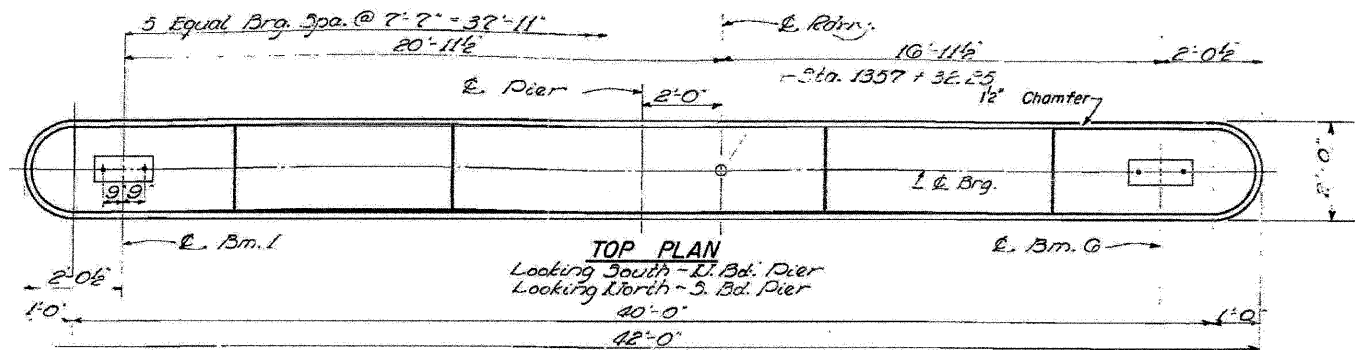 5 Equal Brg. Spa. @ 7'-7" = 37'-11"
℄ Rdwy.
20'-11½"
16'-11½"
2'-0½"
Sta. 1357 + 32.25
℄ Pier
2'-0"
1½" Chamfer
9" 9"
℄ Brg.
2'-0"
℄ Bm. 1
TOP PLAN
℄ Bm. 6
Looking South - N. Bd. Pier
Looking North - S. Bd. Pier
2'-0½"
1'-0"
40'-0"
1'-0"
42'-0"